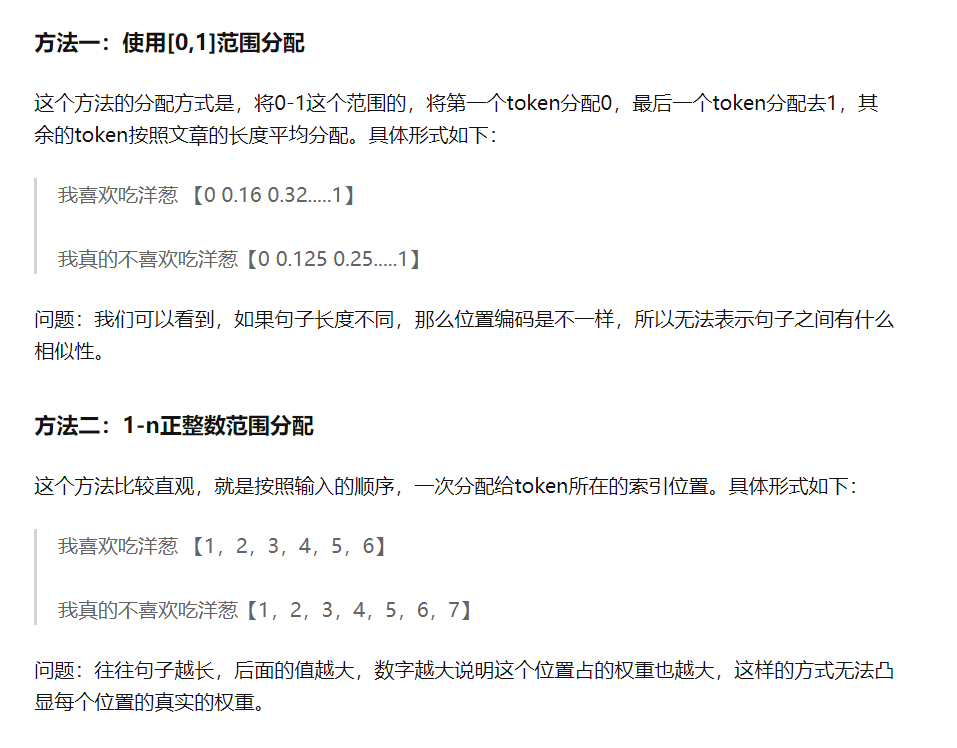 方法一：使用[0,1]范围分配
这个方法的分配方式是，将0-1这个范围的，将第一个token分配0，最后一个token分配去1，其
余的token按照文章的长度平均分配。具体形式如下：
我喜欢吃洋葱 【0 0.16 0.32.....1】
我真的不喜欢吃洋葱【0 0.125 0.25.....1】
问题：我们可以看到，如果句子长度不同，那么位置编码是不一样，所以无法表示句子之间有什么
相似性。
方法二：1-n正整数范围分配
这个方法比较直观，就是按照输入的顺序，一次分配给token所在的索引位置。具体形式如下：
我喜欢吃洋葱 【1，2，3，4，5，6】
我真的不喜欢吃洋葱【1，2，3，4，5，6，7】
问题：往往句子越长，后面的值越大，数字越大说明这个位置占的权重也越大，这样的方式无法凸
显每个位置的真实的权重。